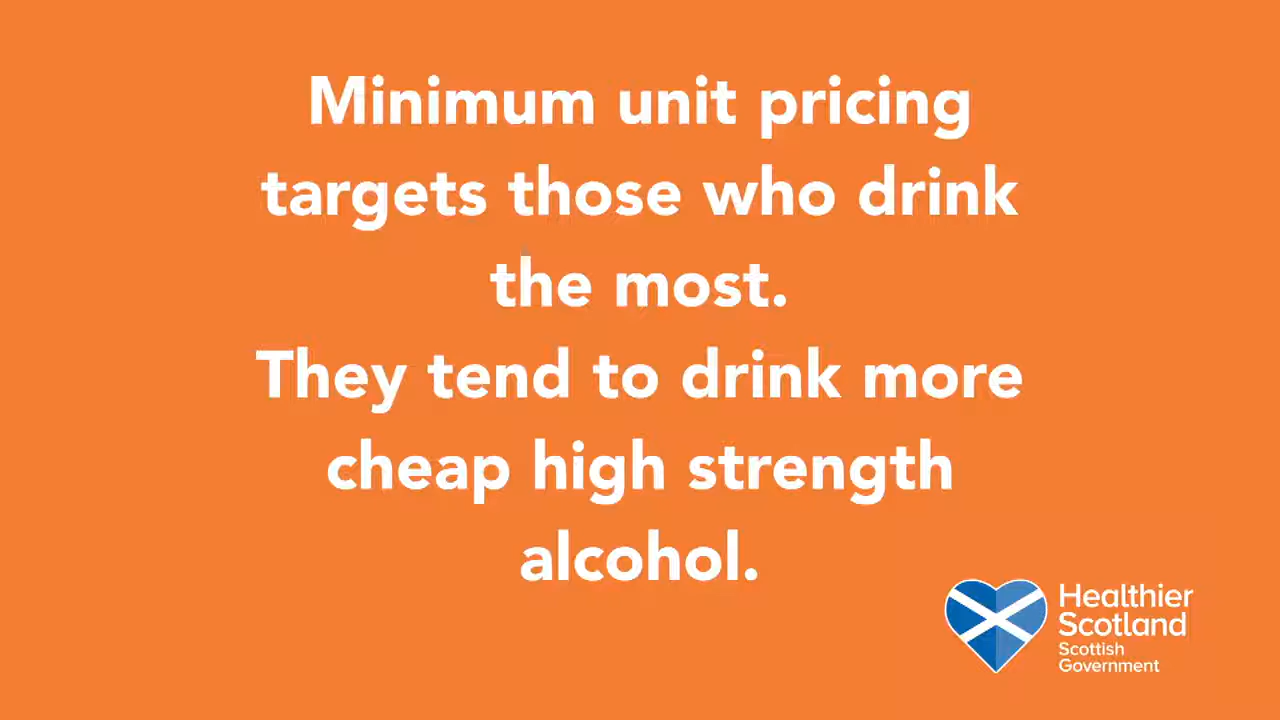 Minimum unit pricing
targets those who drink
the most.
They tend to drink more
cheap high strength
alcohol.
Healthier
Scotland
Scottish
Government